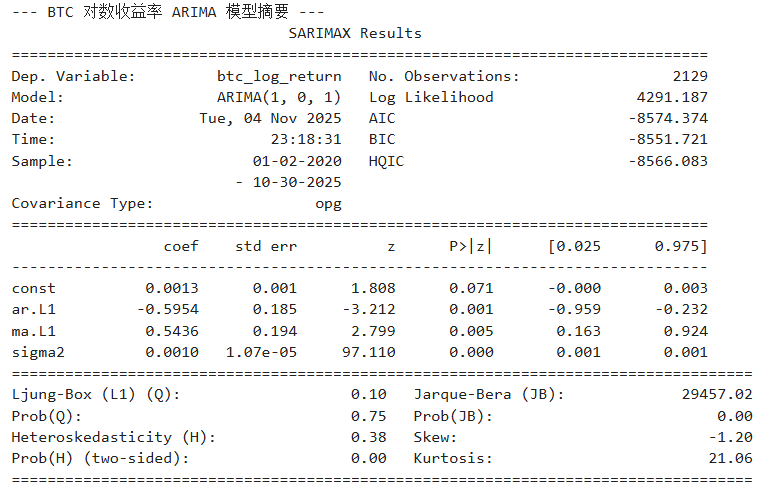 --- BTC 对数收益率 ARIMA 模型摘要 ---
SARIMAX Results
==============================================================================
Dep. Variable: btc_log_return No. Observations: 2129
Model: ARIMA(1, 0, 1) Log Likelihood 4291.187
Date: Tue, 04 Nov 2025 AIC -8574.374
Time: 23:18:31 BIC -8551.721
Sample: 01-02-2020 HQIC -8566.083
- 10-30-2025
Covariance Type: opg
==============================================================================
coef std err z P>|z| [0.025 0.975]
------------------------------------------------------------------------------
const 0.0013 0.001 1.808 0.071 -0.000 0.003
ar.L1 -0.5954 0.185 -3.212 0.001 -0.959 -0.232
ma.L1 0.5436 0.194 2.799 0.005 0.163 0.924
sigma2 0.0010 1.07e-05 97.110 0.000 0.001 0.001
===================================================================================
Ljung-Box (L1) (Q): 0.10 Jarque-Bera (JB): 29457.02
Prob(Q): 0.75 Prob(JB): 0.00
Heteroskedasticity (H): 0.38 Skew: -1.20
Prob(H) (two-sided): 0.00 Kurtosis: 21.06
===================================================================================